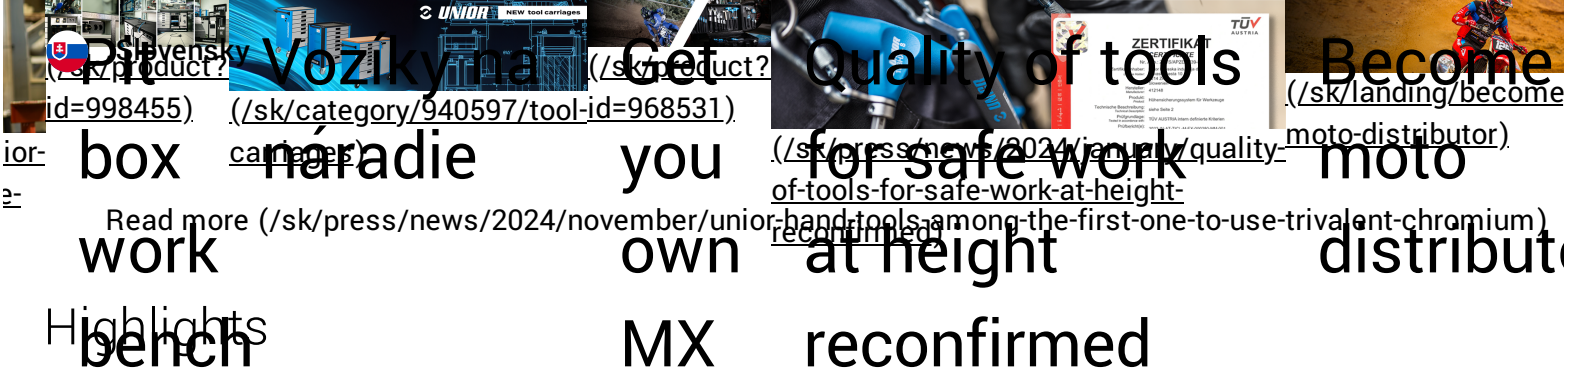 UNIOR NEW tool carriages
TÜV
AUSTRIA
ZERTIFIKAT
Slovensky
Pit
box
work
bench
(/sk/product?
id=998455)
Vozíky na
náradie
(/sk/category/940597/tool-
carriages)
Get
you
own
MX
(/sk/product?
id=968531)
Quality of tools
for safe work
at height
reconfirmed
(/sk/press/news/2024/january/quality-
of-tools-for-safe-work-at-height-
reconfirmed)
Become
moto
(/sk/landing/become
moto-distributor)
ior-
e-
Read more (/sk/press/news/2024/november/unior-hand-tools-among-the-first-one-to-use-trivalent-chromium)
Highlights